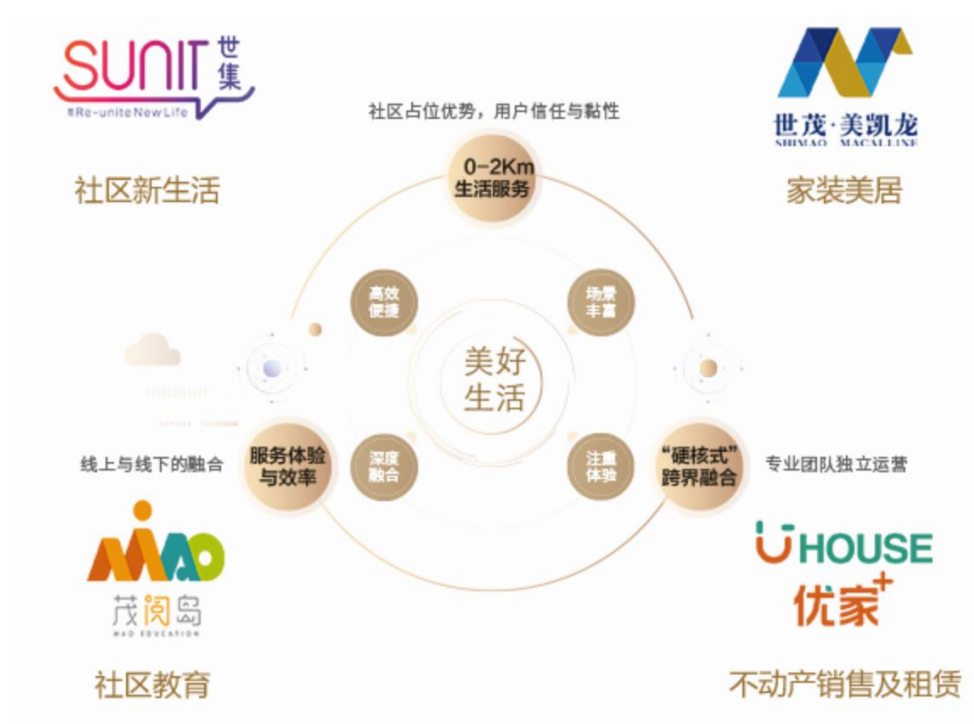 SUNIT 世集
#Re-uniteNewLife
社区新生活
世茂·美凯龙
SHIMAO MACALLINE
家装美居
社区占位优势，用户信任与黏性
0-2Km
生活服务
高效
便捷
场景
丰富
美好
生活
线上与线下的融合
服务体验
与效率
深度
融合
注重
体验
“硬核式”
跨界融合
专业团队独立运营
MAO
茂阅岛
MAO EDUCATION
社区教育
UHOUSE
优家+
不动产销售及租赁